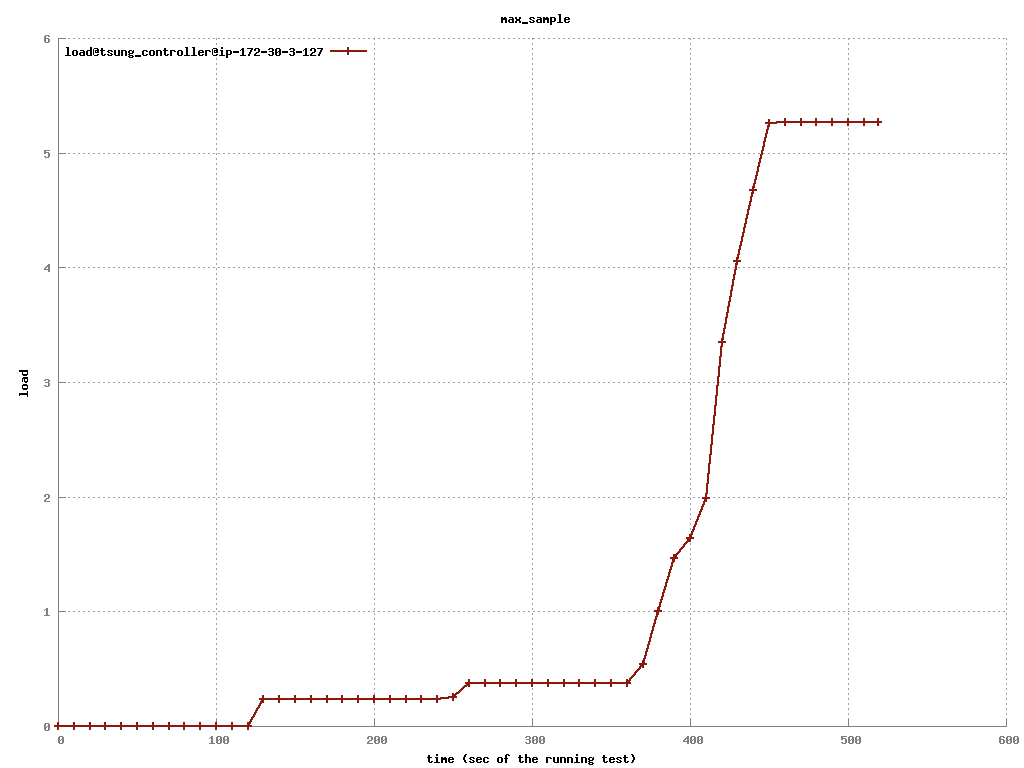 max_sample
load@tsung_controller@ip-172-30-3-127
6
5
4
3
2
1
0
load
0 100 200 300 400 500 600
time (sec of the running test)